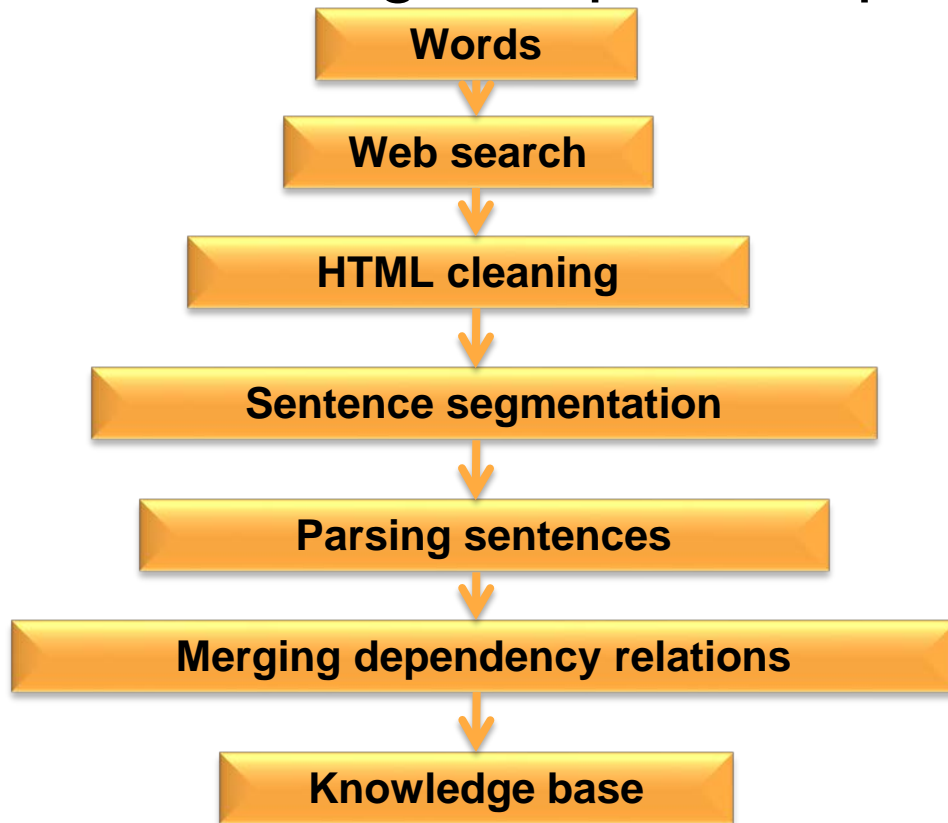 Words
Web search
HTML cleaning
Sentence segmentation
Parsing sentences
Merging dependency relations
Knowledge base